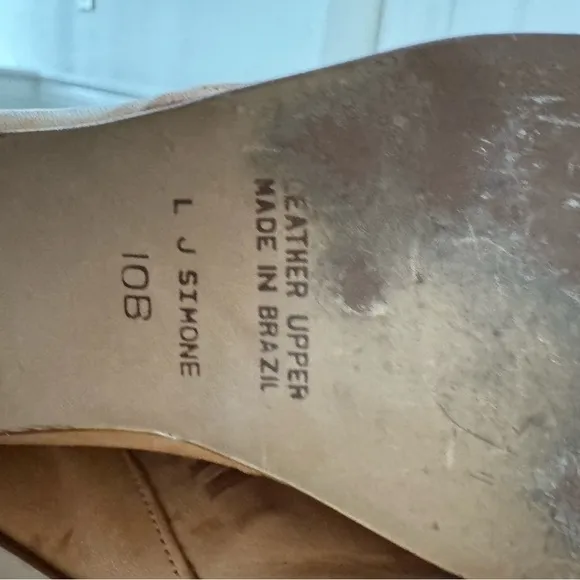 LEATHER UPPER
MADE IN BRAZIL
L J SIMONE
10B